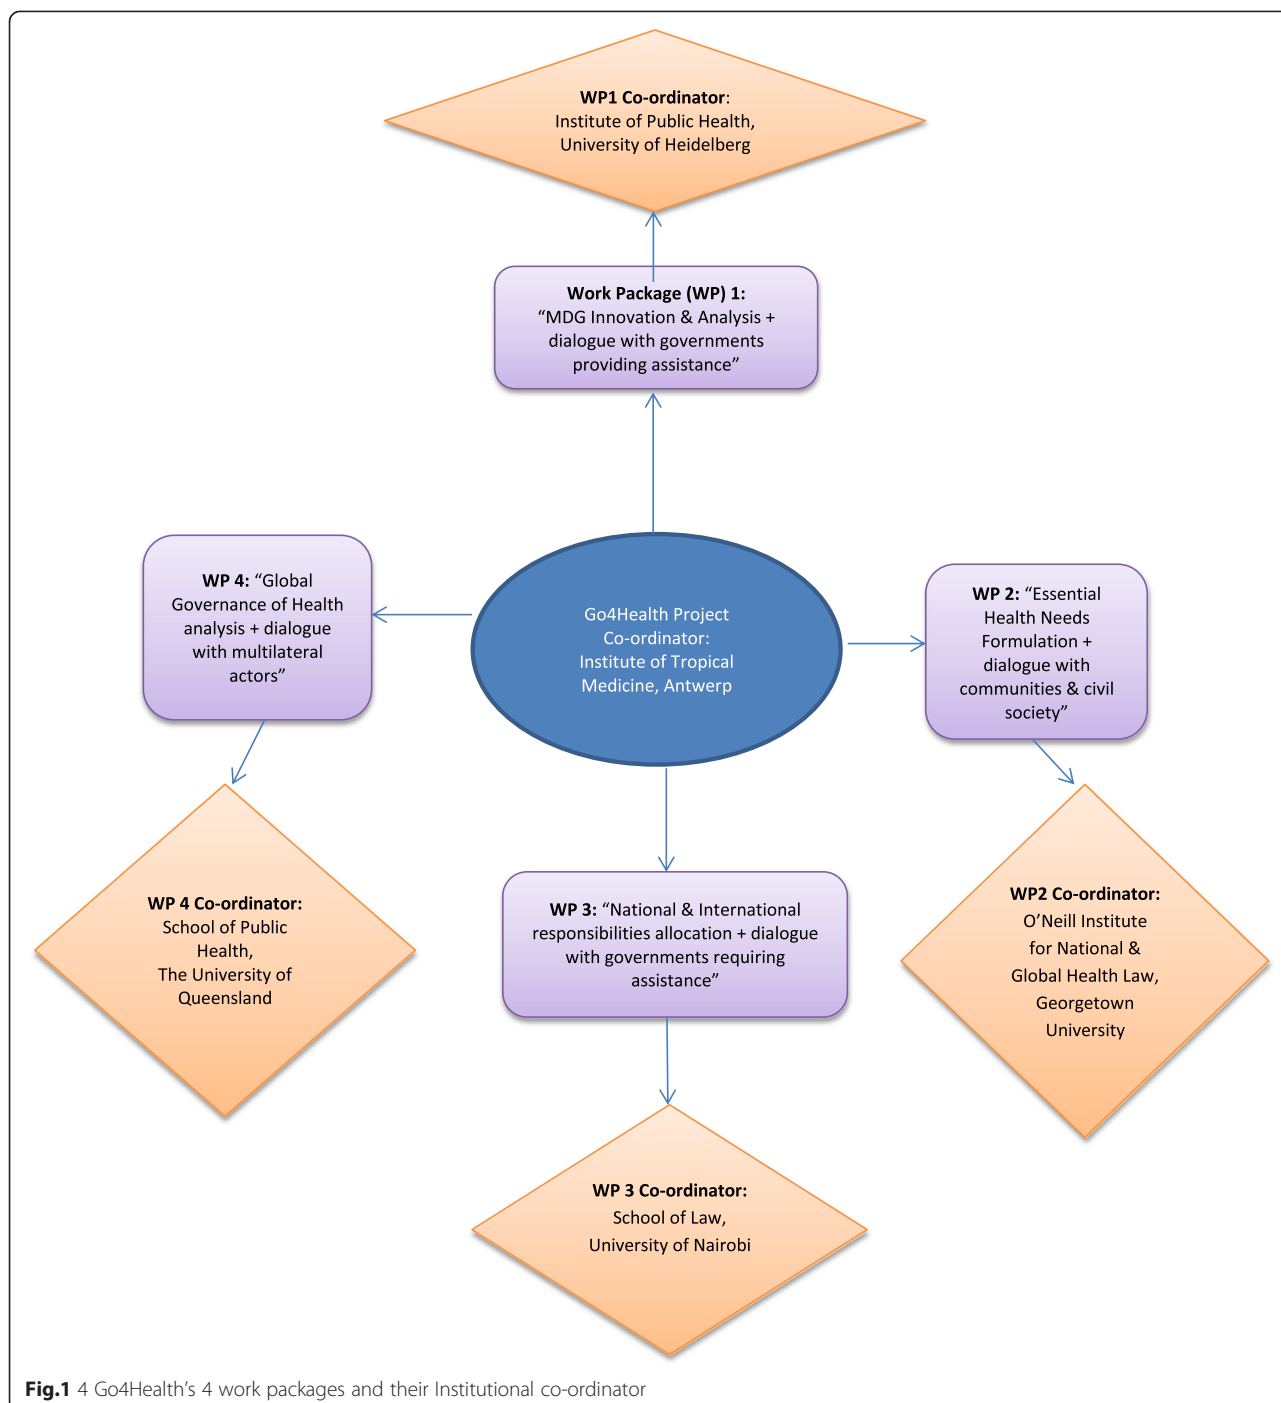 WP1 Co-ordinator:
Institute of Public Health,
University of Heidelberg
Work Package (WP) 1:
“MDG Innovation & Analysis +
dialogue with governments
providing assistance”
WP 4: “Global
Governance of Health
analysis + dialogue
with multilateral
actors”
Go4Health Project
Co-ordinator:
Institute of Tropical
Medicine, Antwerp
WP 2: “Essential
Health Needs
Formulation +
dialogue with
communities & civil
society”
WP 4 Co-ordinator:
School of Public
Health,
The University of
Queensland
WP 3: “National & International
responsibilities allocation + dialogue
with governments requiring
assistance”
WP2 Co-ordinator:
O’Neill Institute
for National &
Global Health Law,
Georgetown
University
WP 3 Co-ordinator:
School of Law,
University of Nairobi
Fig.1 4 Go4Health’s 4 work packages and their Institutional co-ordinator